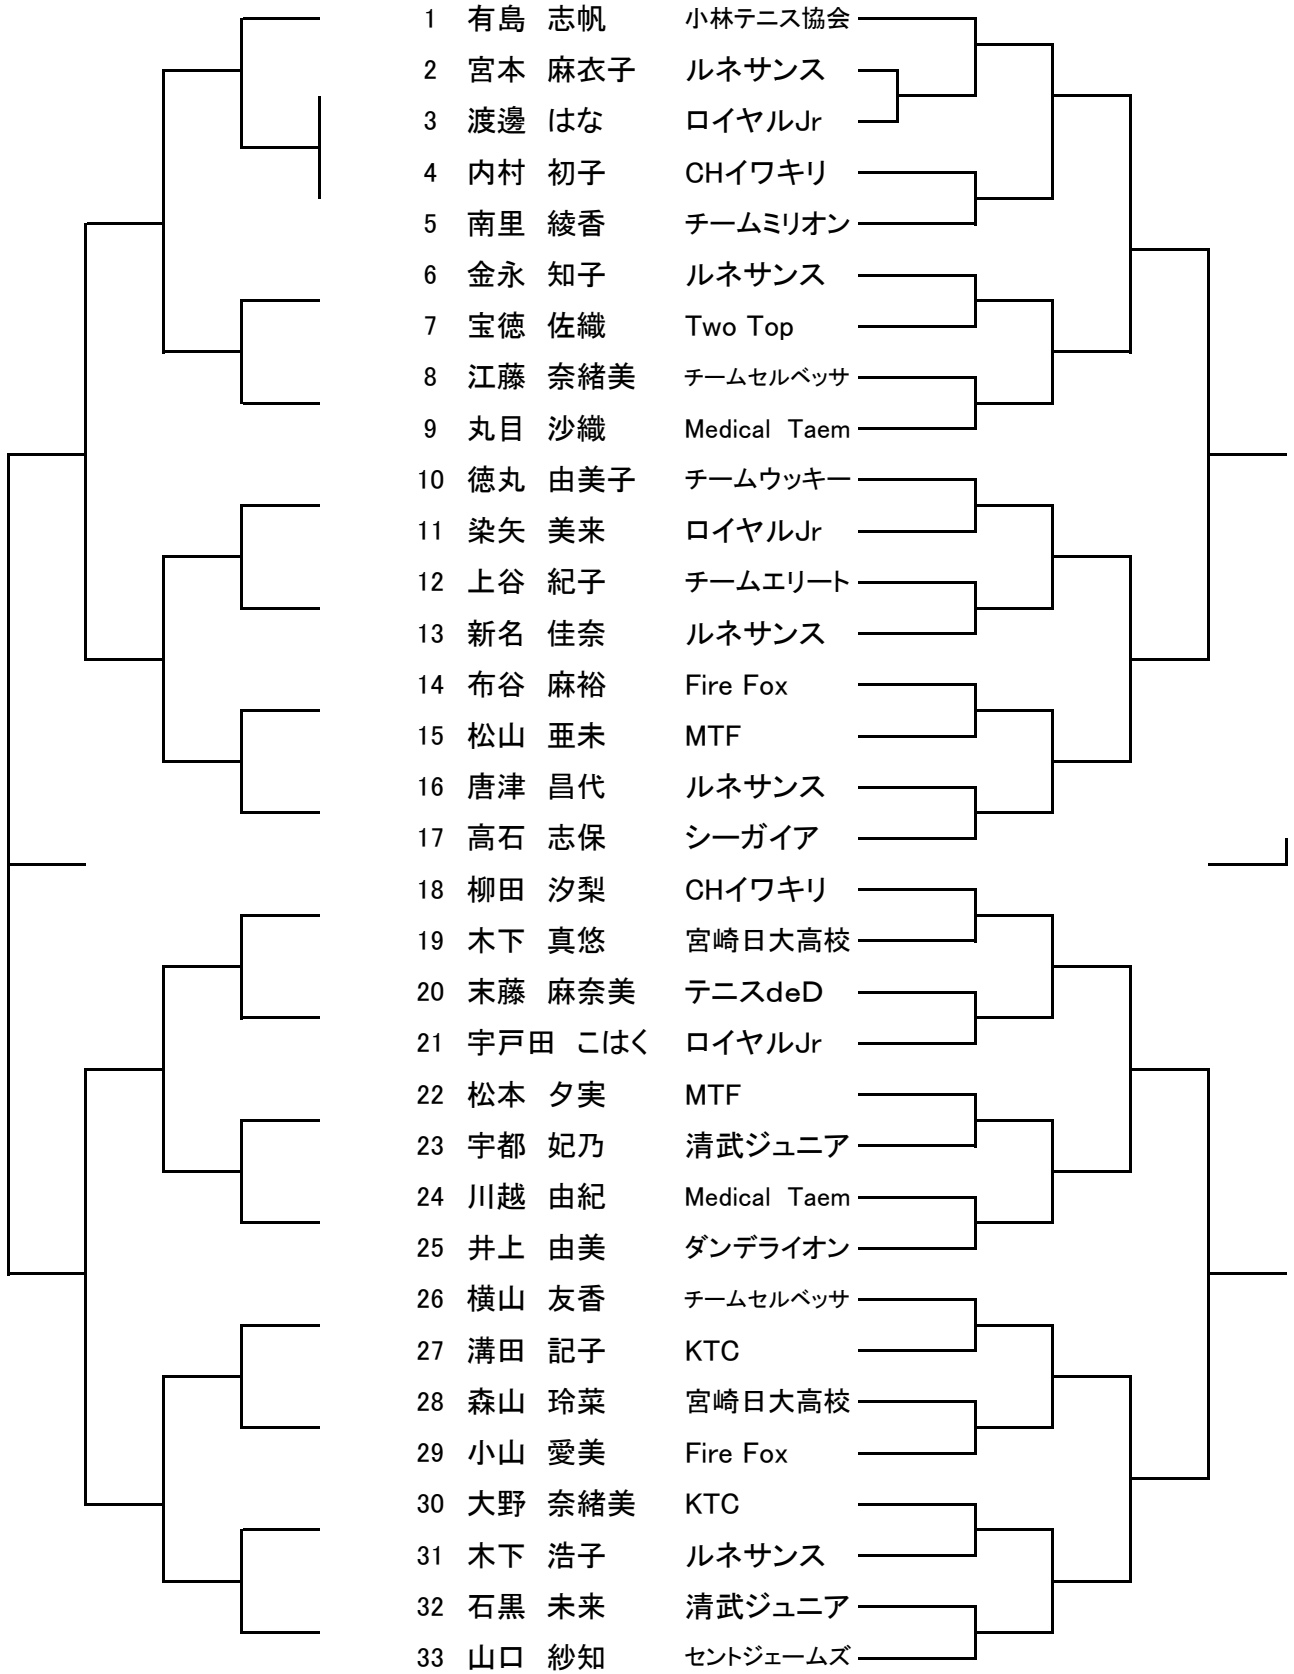 1 有島 志帆 小林テニス協会
2 宮本 麻衣子 ルネサンス
3 渡邊 はな ロイヤルJr
4 内村 初子 CHイワキリ
5 南里 綾香 チームミリオン
6 金永 知子 ルネサンス
7 宝徳 佐織 Two Top
8 江藤 奈緒美 チームセルベッサ
9 丸目 沙織 Medical Taem
10 徳丸 由美子 チームウッキー
11 染矢 美来 ロイヤルJr
12 上谷 紀子 チームエリート
13 新名 佳奈 ルネサンス
14 布谷 麻裕 Fire Fox
15 松山 亜未 MTF
16 唐津 昌代 ルネサンス
17 高石 志保 シーガイア
18 柳田 汐梨 CHイワキリ
19 木下 真悠 宮崎日大高校
20 末藤 麻奈美 テニスdeD
21 宇戸田 こはく ロイヤルJr
22 松本 夕実 MTF
23 宇都 妃乃 清武ジュニア
24 川越 由紀 Medical Taem
25 井上 由美 ダンデライオン
26 横山 友香 チームセルベッサ
27 溝田 記子 KTC
28 森山 玲菜 宮崎日大高校
29 小山 愛美 Fire Fox
30 大野 奈緒美 KTC
31 木下 浩子 ルネサンス
32 石黒 未来 清武ジュニア
33 山口 紗知 セントジェームズ